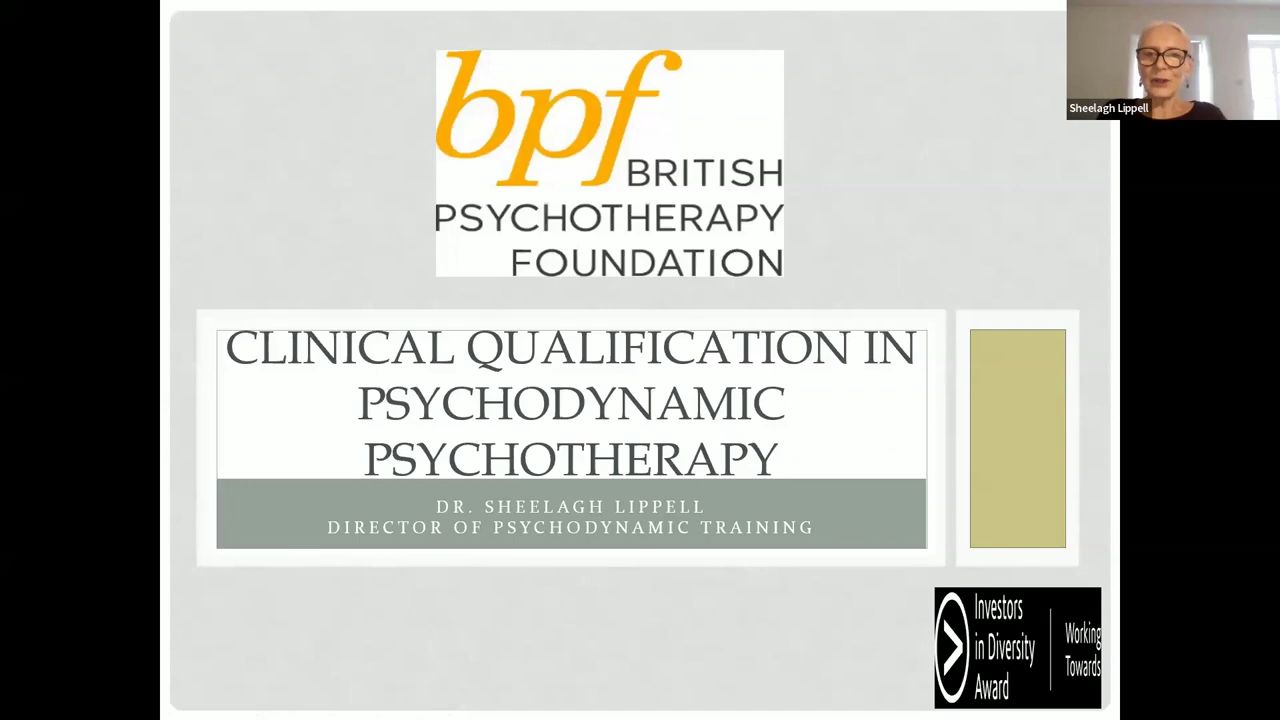 bpf BRITISH
PSYCHOTHERAPY
FOUNDATION
Sheelagh Lippell
CLINICAL QUALIFICATION IN
PSYCHODYNAMIC
PSYCHOTHERAPY
DR. SHEELAGH LIPPELL
DIRECTOR OF PSYCHODYNAMIC TRAINING
Investors
in Diversity
Award
Working
Towards